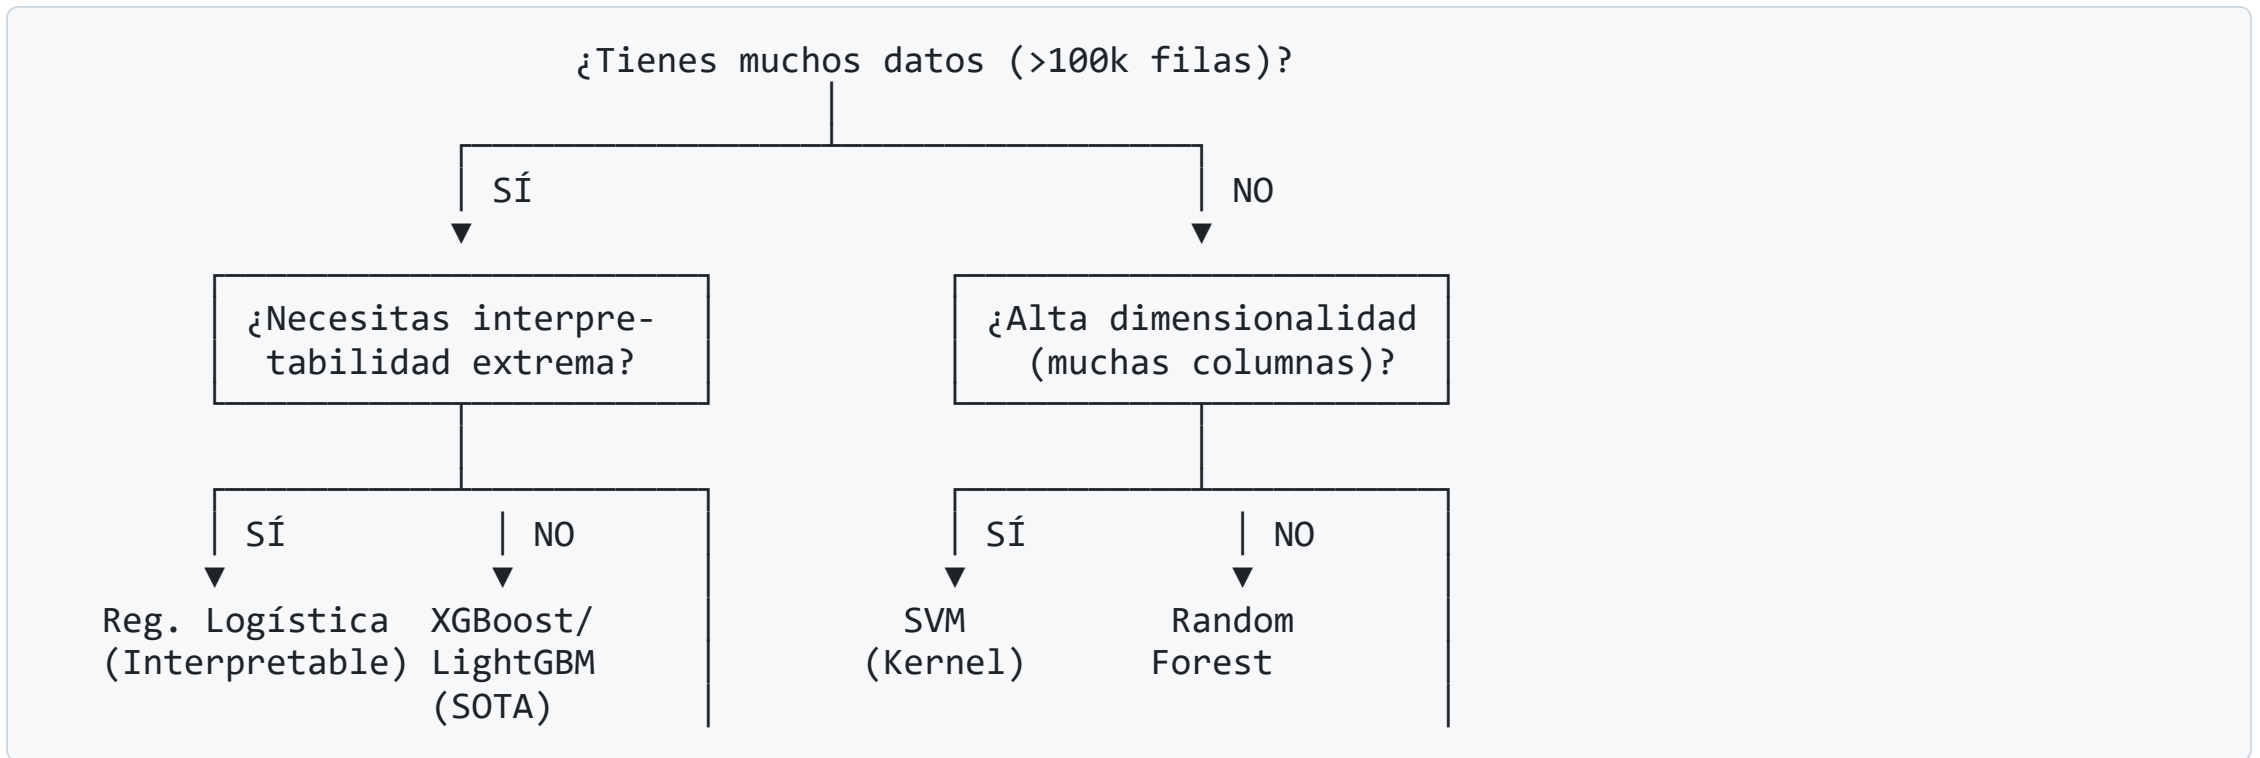 ¿Tienes muchos datos (>100k filas)?
SÍ NO
¿Necesitas interpre- ¿Alta dimensionalidad
tabilidad extrema? (muchas columnas)?
SÍ NO SÍ NO
Reg. Logística XGBoost/ SVM Random
(Interpretable) LightGBM (Kernel) Forest
(SOTA)